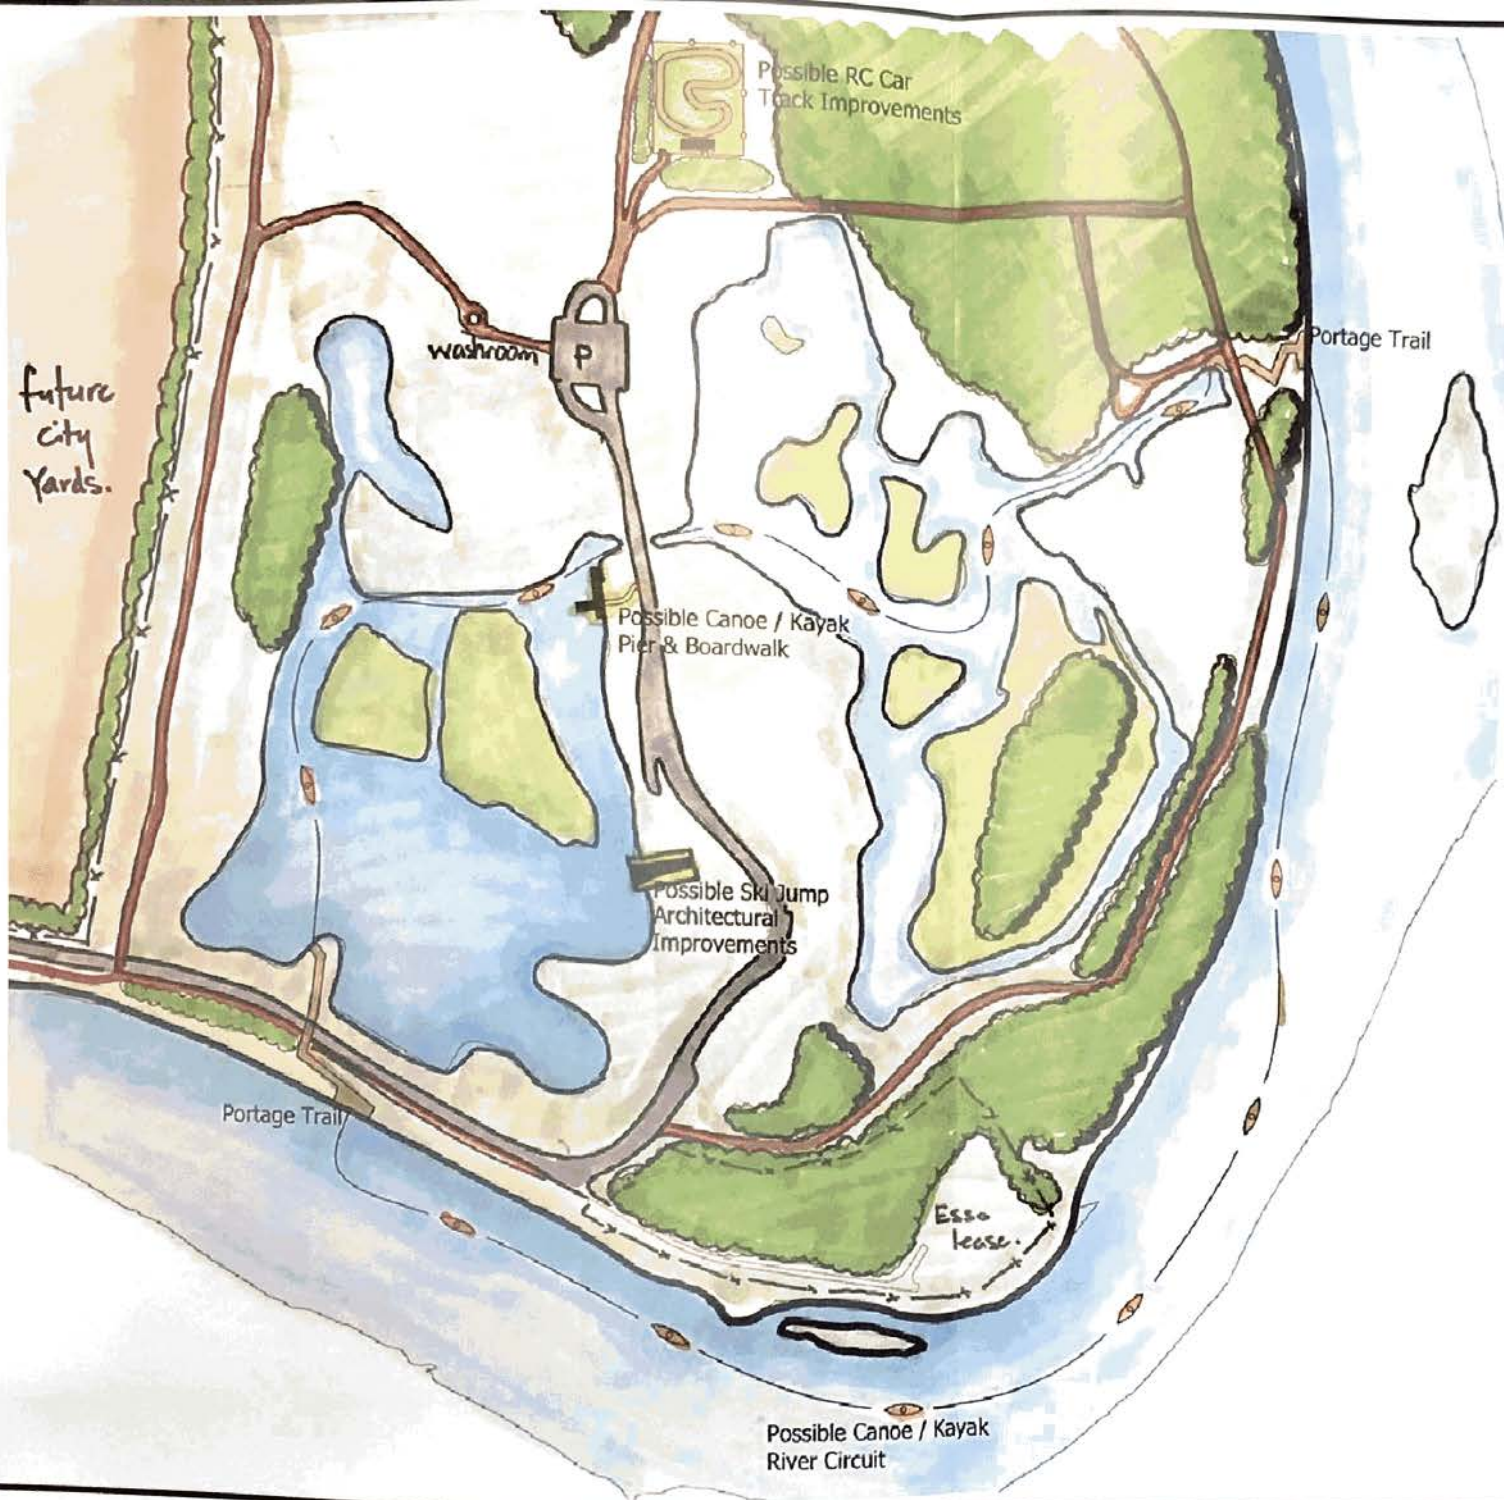 Possible RC Car
Track Improvements
Portage Trail
washroom
P
future
city
Yards.
Possible Canoe / Kayak
Pier & Boardwalk
Possible Ski Jump
Architectural
Improvements
Portage Trail
Esso
lease.
Possible Canoe / Kayak
River Circuit